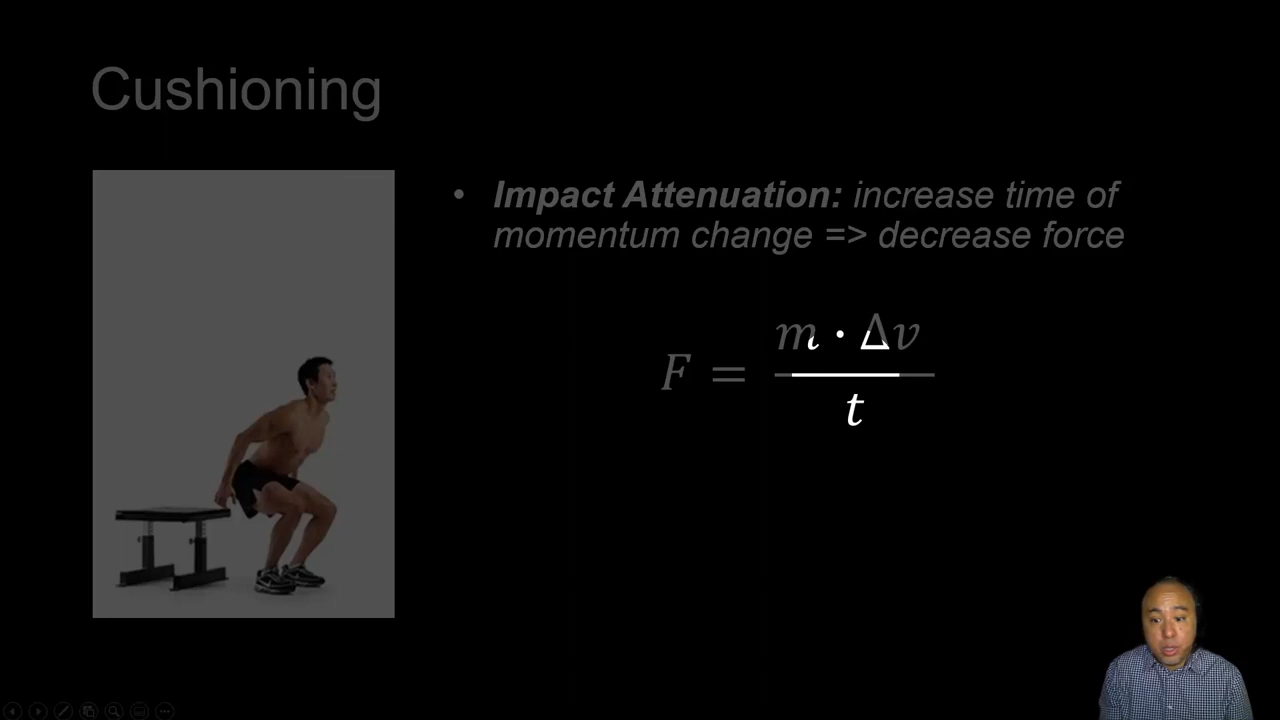 Cushioning
• Impact Attenuation: increase time of
momentum change => decrease force
F = m · Δv / t